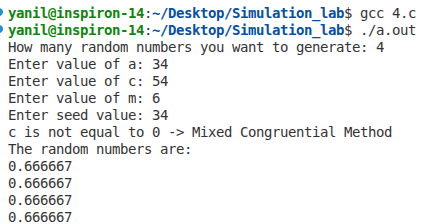 yanil@inspiron-14:~/Desktop/Simulation_lab$ gcc 4.c
yanil@inspiron-14:~/Desktop/Simulation_lab$ ./a.out
How many random numbers you want to generate: 4
Enter value of a: 34
Enter value of c: 54
Enter value of m: 6
Enter seed value: 34
c is not equal to 0 -> Mixed Congruential Method
The random numbers are:
0.666667
0.666667
0.666667
0.666667